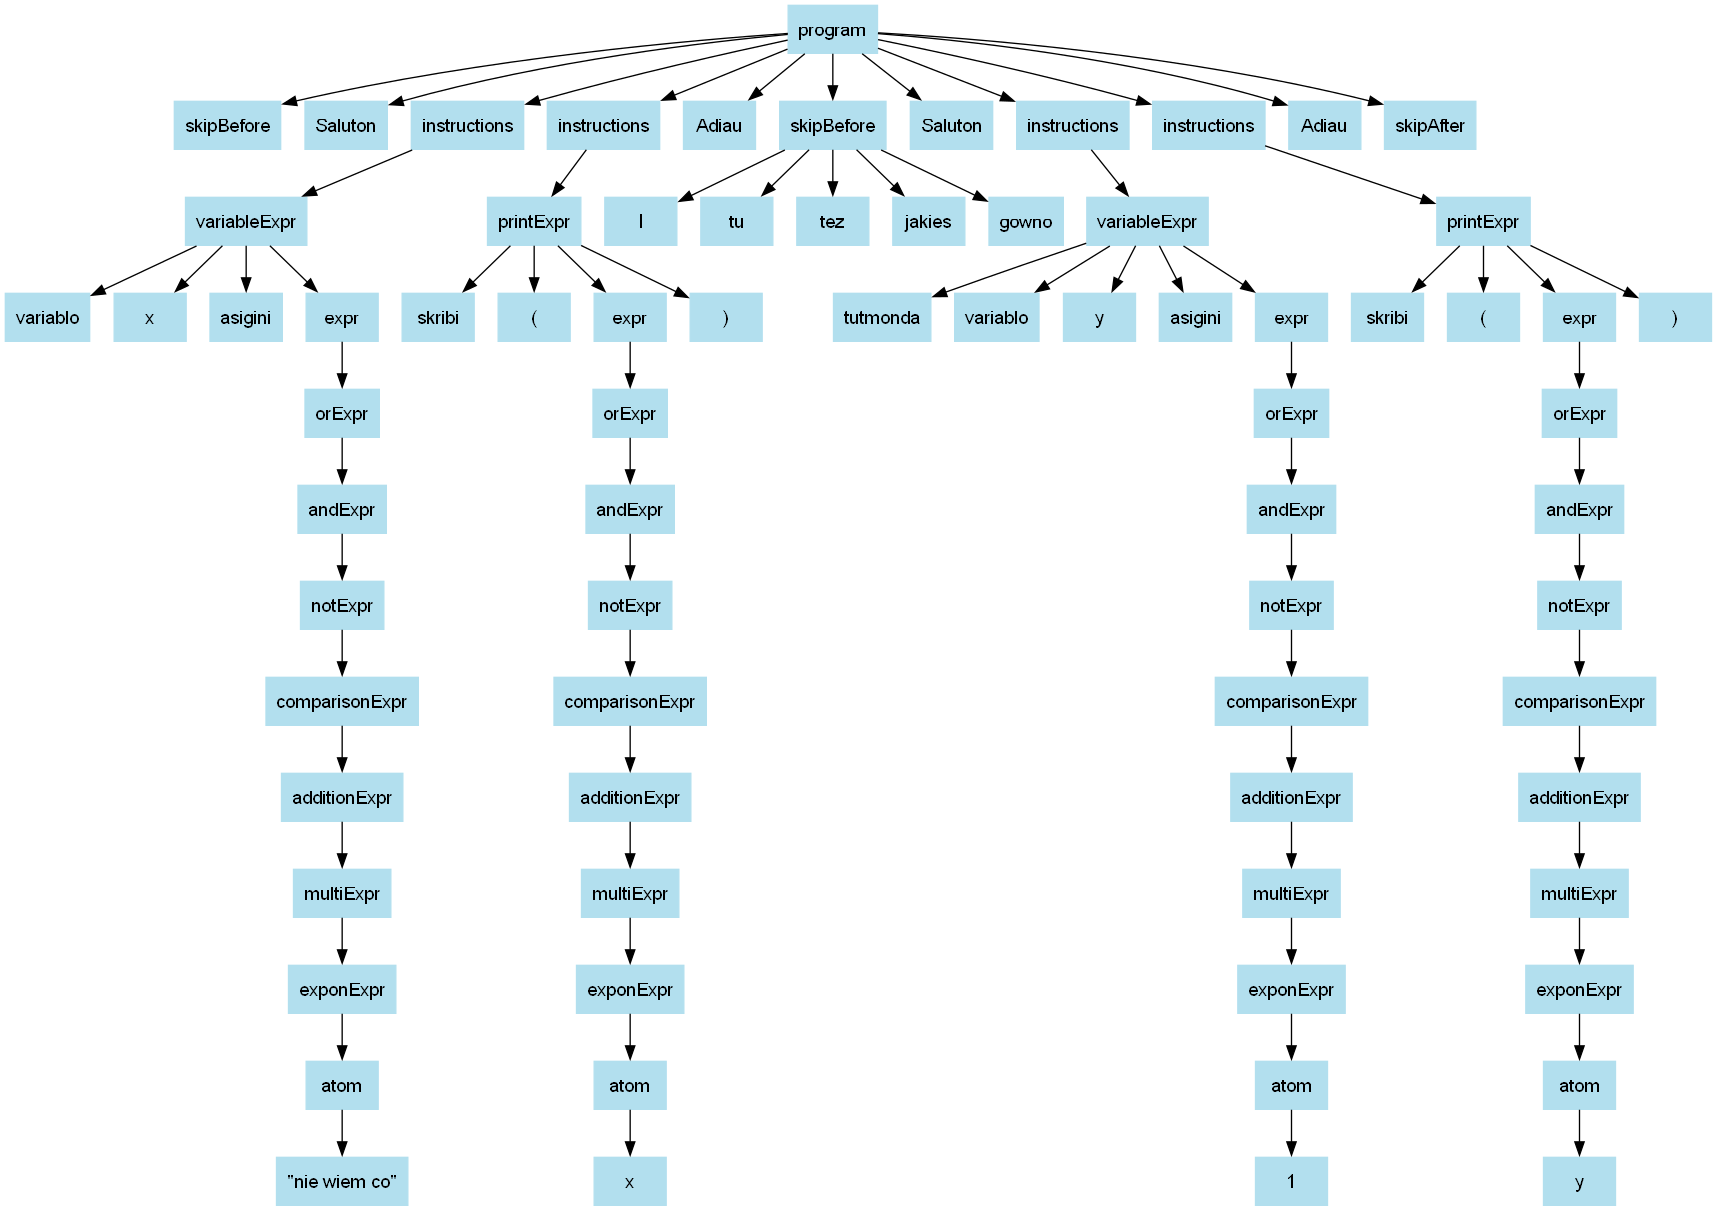 program
skipBefore Saluton instructions instructions Adiau skipBefore Saluton instructions instructions Adiau skipAfter
variableExpr printExpr I tu tez jakies gowno variableExpr printExpr
variablo x asigini expr skribi ( expr ) tutmonda variablo y asigini expr skribi ( expr )
orExpr orExpr orExpr orExpr
andExpr andExpr andExpr andExpr
notExpr notExpr notExpr notExpr
comparisonExpr comparisonExpr comparisonExpr comparisonExpr
additionExpr additionExpr additionExpr additionExpr
multiExpr multiExpr multiExpr multiExpr
exponExpr exponExpr exponExpr exponExpr
atom atom atom atom
"nie wiem co" x 1 y